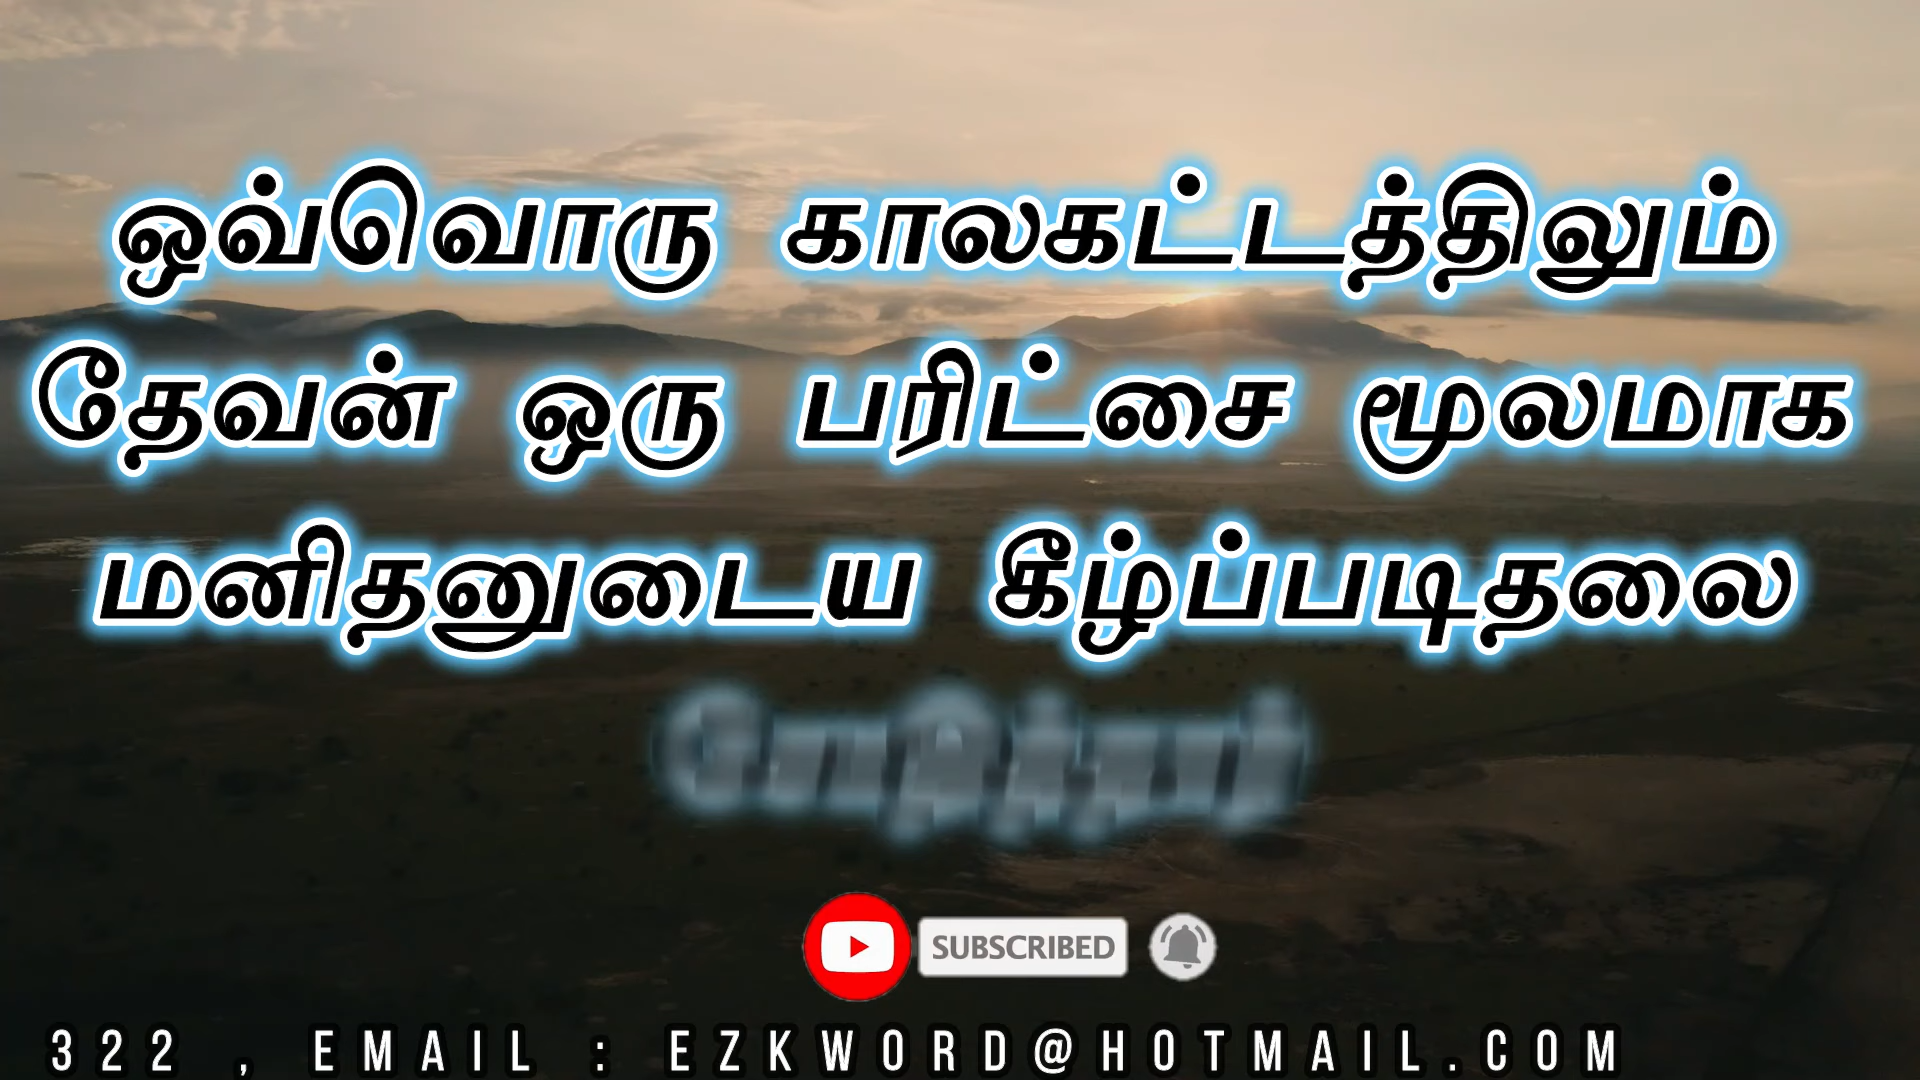 ஒவ்வொரு காலகட்டத்திலும்
தேவன் ஒரு பரிட்சை மூலமாக
மனிதனுடைய கீழ்ப்படிதலை
SUBSCRIBED
322 , EMAIL : EZKWORD@HOTMAIL.COM